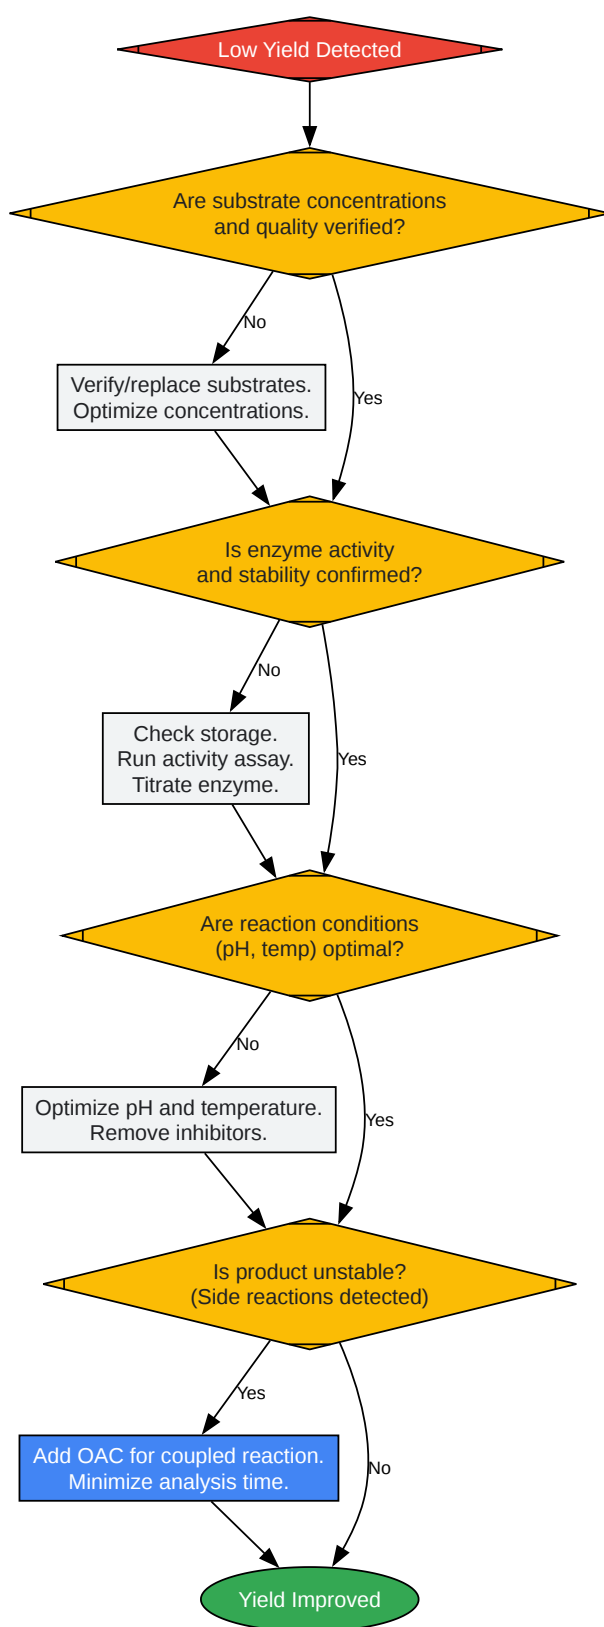 Low Yield Detected
Are substrate concentrations
and quality verified?
No
Verify/replace substrates.
Optimize concentrations.
Yes
Is enzyme activity
and stability confirmed?
No
Check storage.
Run activity assay.
Titrate enzyme.
Yes
Are reaction conditions
(pH, temp) optimal?
No
Optimize pH and temperature.
Remove inhibitors.
Yes
Is product unstable?
(Side reactions detected)
Yes
Add OAC for coupled reaction.
Minimize analysis time.
No
Yield Improved